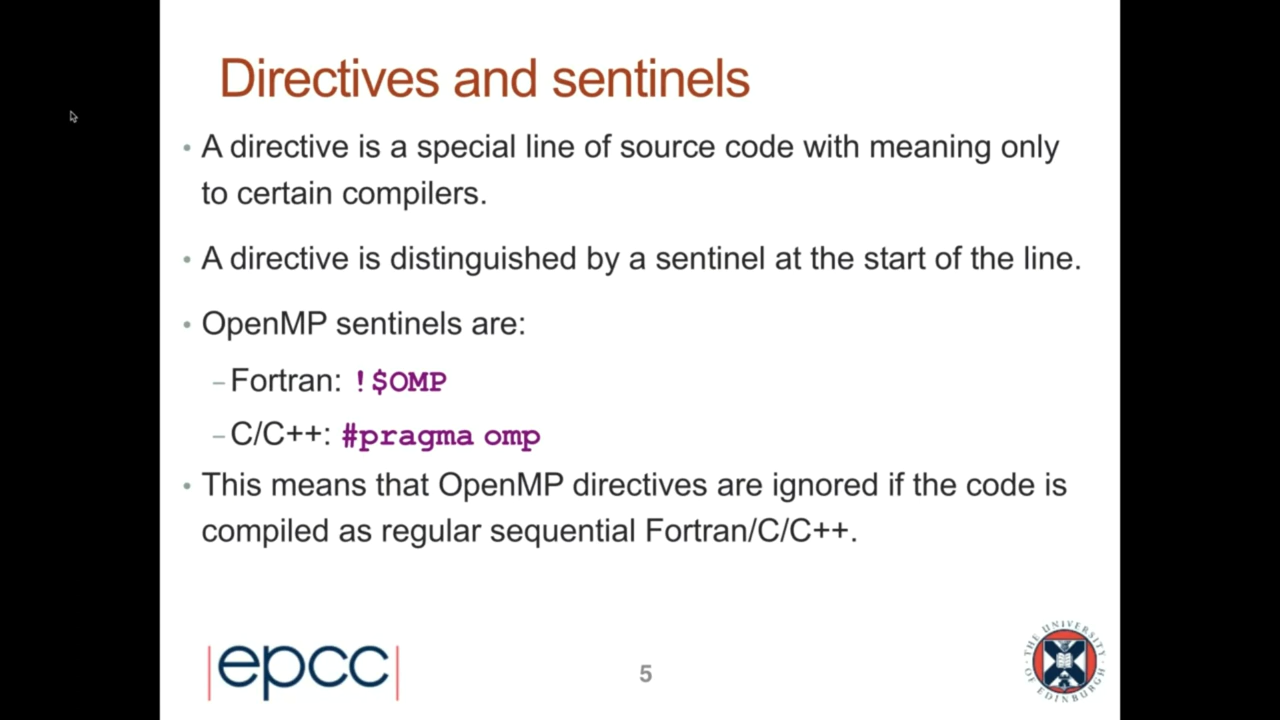 Directives and sentinels
• A directive is a special line of source code with meaning only
to certain compilers.
• A directive is distinguished by a sentinel at the start of the line.
• OpenMP sentinels are:
– Fortran: !$OMP
– C/C++: #pragma omp
• This means that OpenMP directives are ignored if the code is
compiled as regular sequential Fortran/C/C++.
|epcc|
5
THE UNIVERSITY OF EDINBURGH